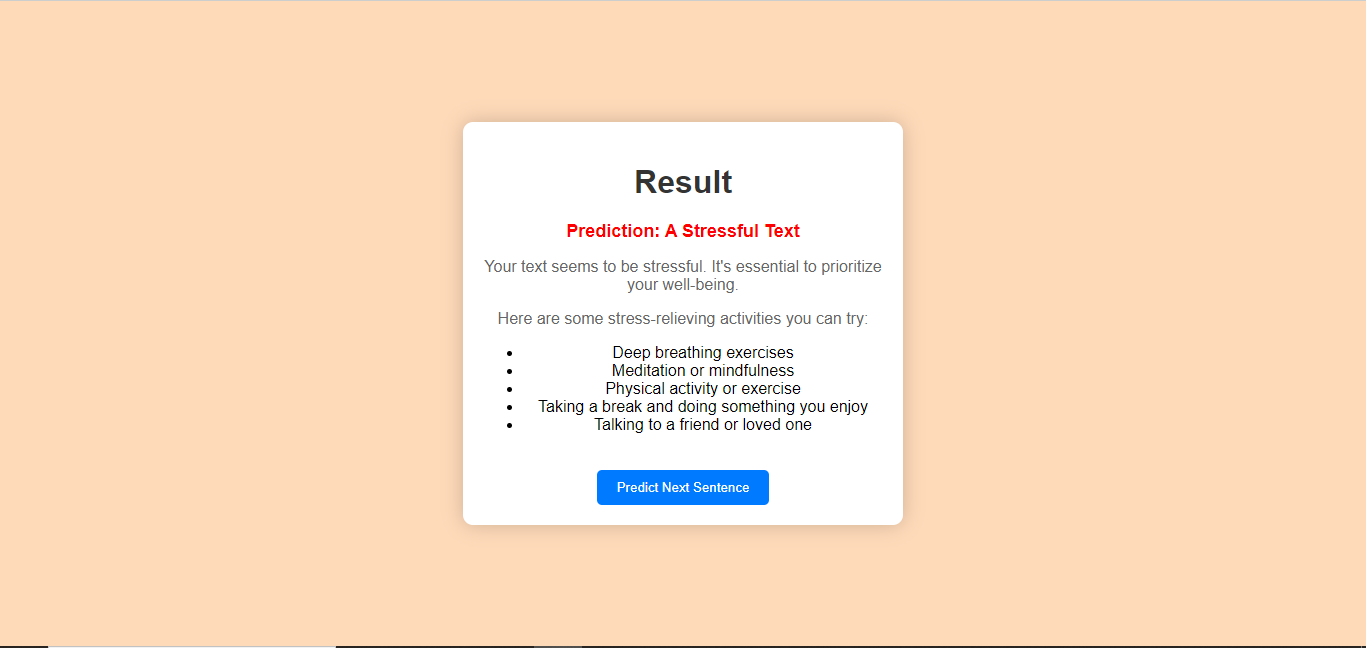 Result
Prediction: A Stressful Text
Your text seems to be stressful. It's essential to prioritize
your well-being.
Here are some stress-relieving activities you can try:
• Deep breathing exercises
• Meditation or mindfulness
• Physical activity or exercise
• Taking a break and doing something you enjoy
• Talking to a friend or loved one
Predict Next Sentence